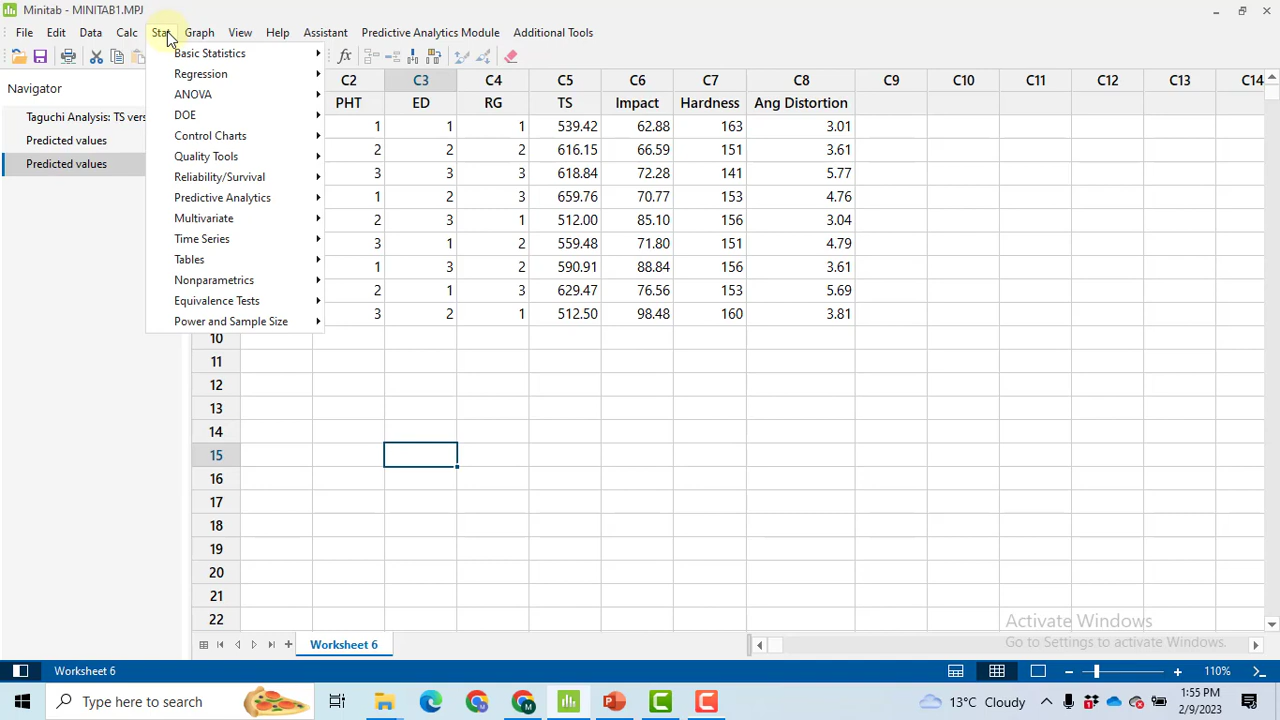 Minitab - MINITAB1.MPJ
File Edit Data Calc Stat Graph View Help Assistant Predictive Analytics Module Additional Tools
Navigator
Taguchi Analysis: TS vers
Predicted values
Predicted values
Basic Statistics
Regression
ANOVA
DOE
Control Charts
Quality Tools
Reliability/Survival
Predictive Analytics
Multivariate
Time Series
Tables
Nonparametrics
Equivalence Tests
Power and Sample Size
C2 C3 C4 C5 C6 C7 C8 C9 C10 C11 C12 C13 C14
PHT ED RG TS Impact Hardness Ang Distortion
1 1 1 539.42 62.88 163 3.01
2 2 2 616.15 66.59 151 3.61
3 3 3 618.84 72.28 141 5.77
1 2 3 659.76 70.77 153 4.76
2 3 1 512.00 85.10 156 3.04
3 1 2 559.48 71.80 151 4.79
1 3 2 590.91 88.84 156 3.61
2 1 3 629.47 76.56 153 5.69
3 2 1 512.50 98.48 160 3.81
10
11
12
13
14
15
16
17
18
19
20
21
22
Activate Windows
Go to Settings to activate Windows.
Worksheet 6
Worksheet 6
110%
Type here to search
13°C Cloudy
1:55 PM
2/9/2023